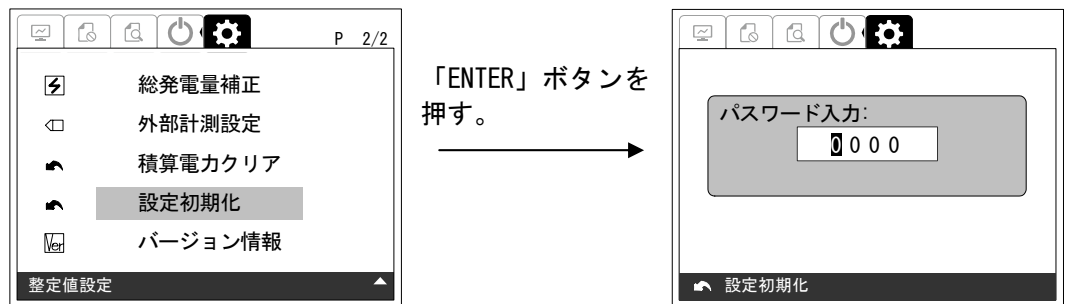 P 2/2
総発電量補正
外部計測設定
積算電力クリア
設定初期化
Ver バージョン情報
整定値設定
「ENTER」ボタンを
押す。
パスワード入力:
0000
設定初期化